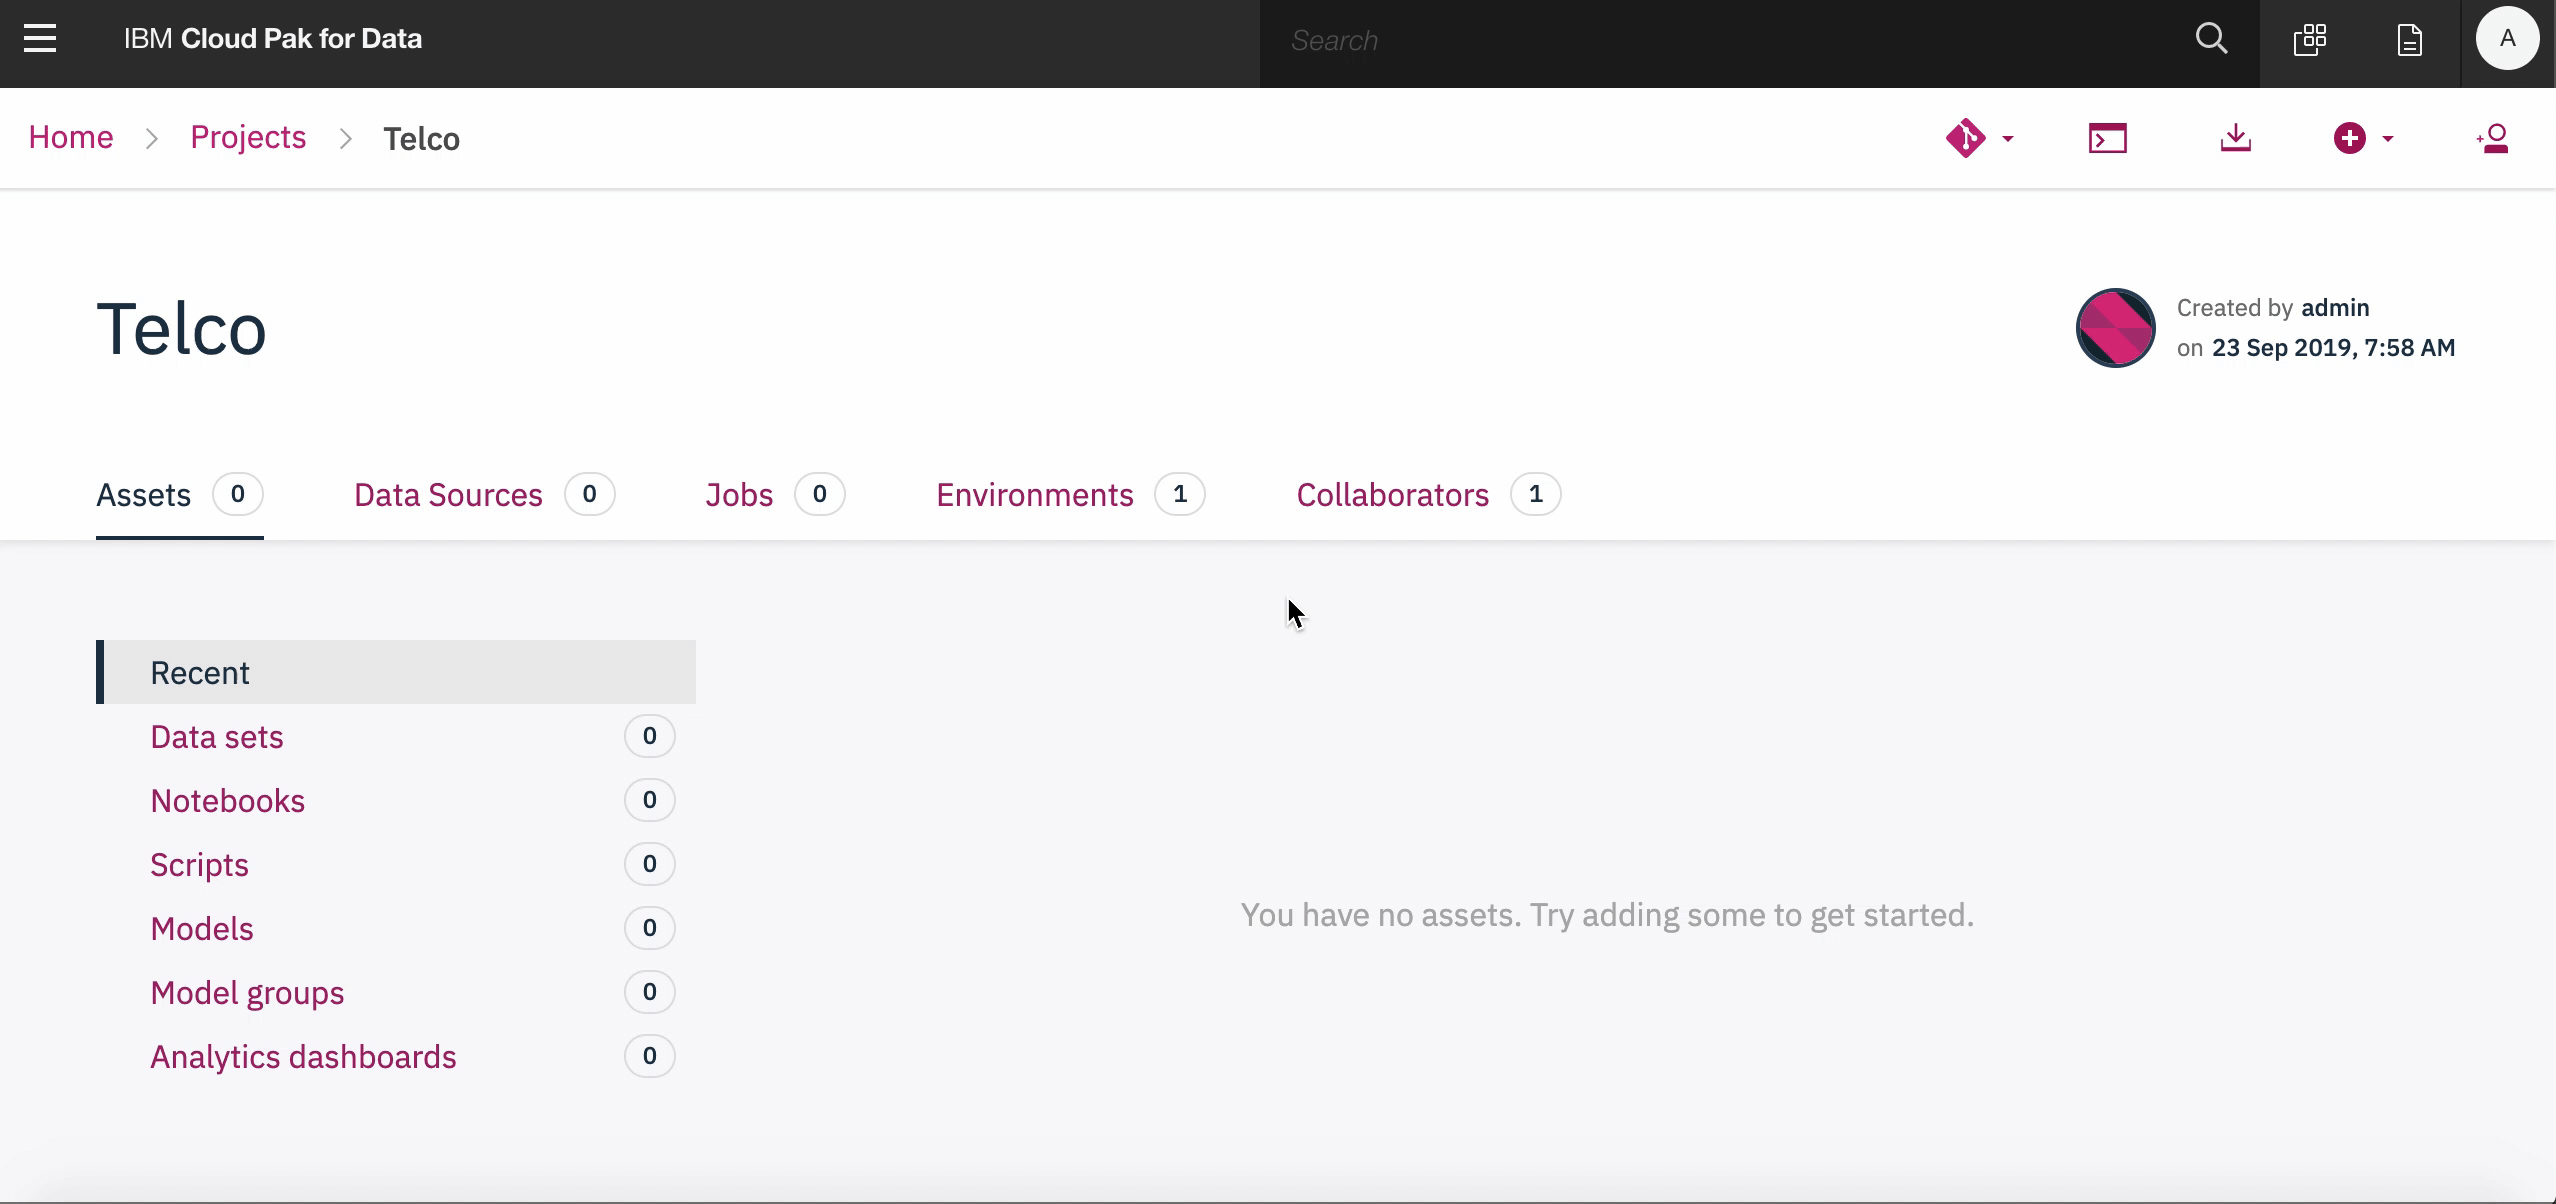 IBM Cloud Pak for Data
Search
A
Home > Projects > Telco
Telco
Created by admin
on 23 Sep 2019, 7:58 AM
Assets 0 Data Sources 0 Jobs 0 Environments 1 Collaborators 1
Recent
Data sets 0
Notebooks 0
Scripts 0
Models 0
Model groups 0
Analytics dashboards 0
You have no assets. Try adding some to get started.